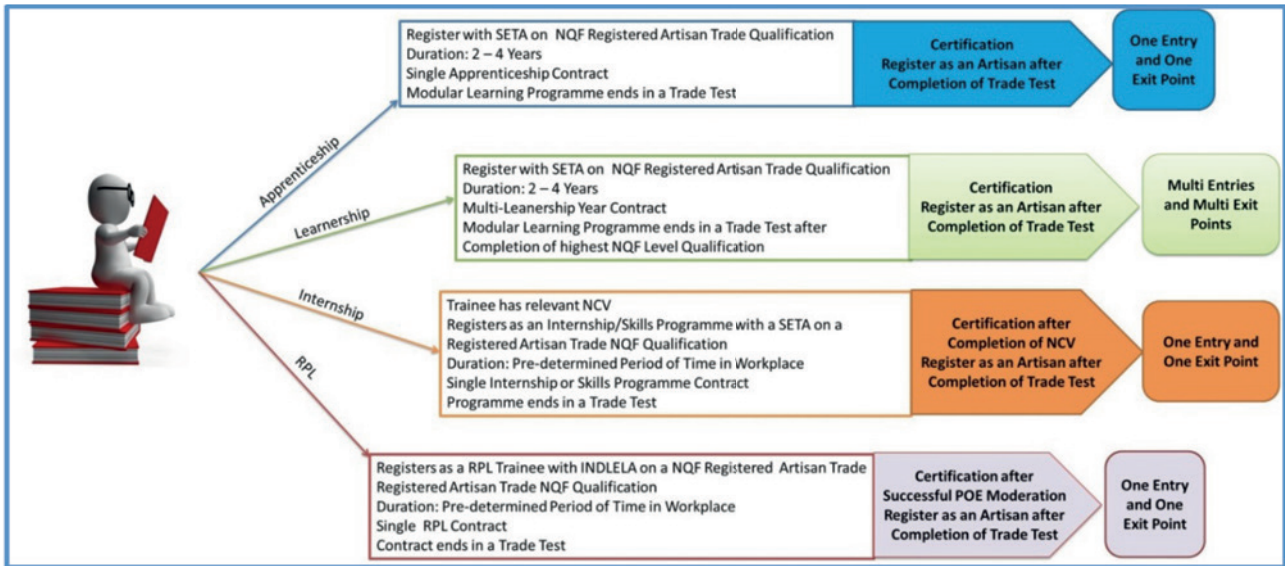 Apprenticeship
Register with SETA on NQF Registered Artisan Trade Qualification
Duration: 2 – 4 Years
Single Apprenticeship Contract
Modular Learning Programme ends in a Trade Test
Certification
Register as an Artisan after
Completion of Trade Test
One Entry
and One
Exit Point
Learnership
Register with SETA on NQF Registered Artisan Trade Qualification
Duration: 2 – 4 Years
Multi-Leanership Year Contract
Modular Learning Programme ends in a Trade Test after
Completion of highest NQF Level Qualification
Certification
Register as an Artisan after
Completion of Trade Test
Multi Entries
and Multi Exit
Points
Internship
Trainee has relevant NCV
Registers as an Internship/Skills Programme with a SETA on a
Registered Artisan Trade NQF Qualification
Duration: Pre-determined Period of Time in Workplace
Single Internship or Skills Programme Contract
Programme ends in a Trade Test
Certification after
Completion of NCV
Register as an Artisan after
Completion of Trade Test
One Entry and
One Exit Point
RPL
Registers as a RPL Trainee with INDLELA on a NQF Registered Artisan Trade
Registered Artisan Trade NQF Qualification
Duration: Pre-determined Period of Time in Workplace
Single RPL Contract
Contract ends in a Trade Test
Certification after
Successful POE Moderation
Register as an Artisan after
Completion of Trade Test
One Entry
and One
Exit Point